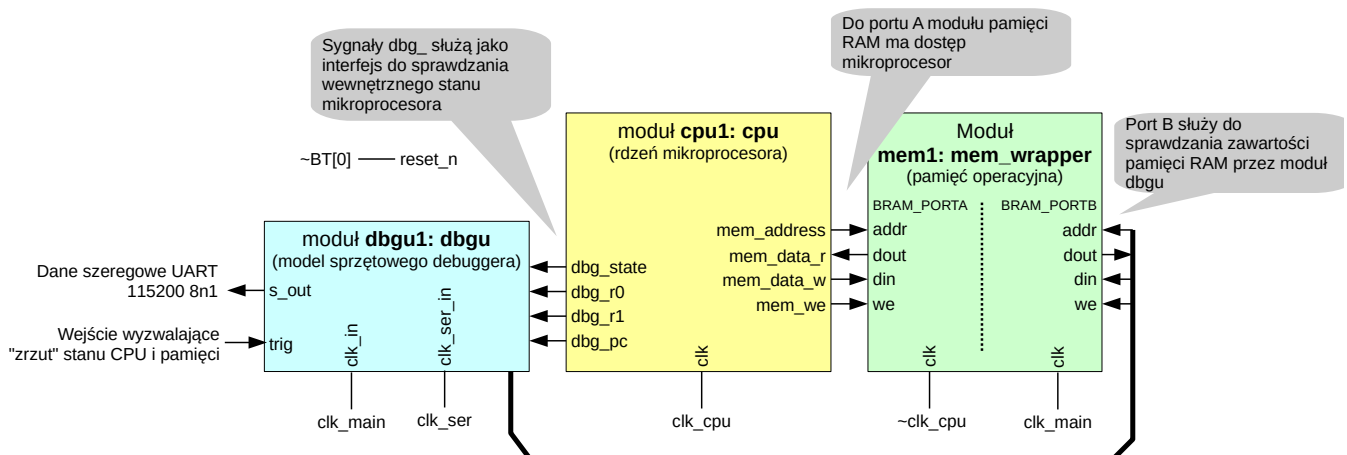 Sygnały dbg_ służą jako
interfejs do sprawdzania
wewnętrznego stanu
mikroprocesora
Do portu A modułu pamięci
RAM ma dostęp
mikroprocesor
Port B służy do
sprawdzania zawartości
pamięci RAM przez moduł
dbgu
~BT[0]
reset_n
moduł cpu1: cpu
(rdzeń mikroprocesora)
mem_address
mem_data_r
mem_data_w
mem_we
dbg_state
dbg_r0
dbg_r1
dbg_pc
clk
clk_cpu
Moduł
mem1: mem_wrapper
(pamięć operacyjna)
BRAM_PORTA
BRAM_PORTB
addr
dout
din
we
addr
dout
din
we
clk
clk
~clk_cpu
clk_main
moduł dbgu1: dbgu
(model sprzętowego debuggera)
s_out
trig
clk_in
clk_ser_in
clk_main
clk_ser
Dane szeregowe UART
115200 8n1
Wejście wyzwalające
"zrzut" stanu CPU i pamięci